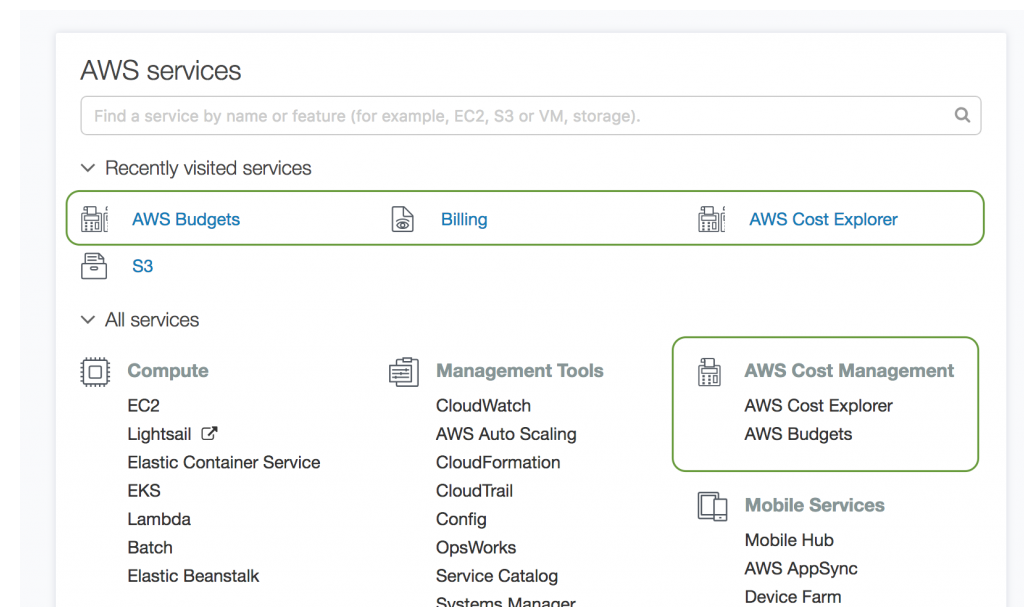 AWS services
Find a service by name or feature (for example, EC2, S3 or VM, storage).
Recently visited services
AWS Budgets
Billing
AWS Cost Explorer
S3
All services
Compute
EC2
Lightsail
Elastic Container Service
EKS
Lambda
Batch
Elastic Beanstalk
Management Tools
CloudWatch
AWS Auto Scaling
CloudFormation
CloudTrail
Config
OpsWorks
Service Catalog
Systems Manager
AWS Cost Management
AWS Cost Explorer
AWS Budgets
Mobile Services
Mobile Hub
AWS AppSync
Device Farm